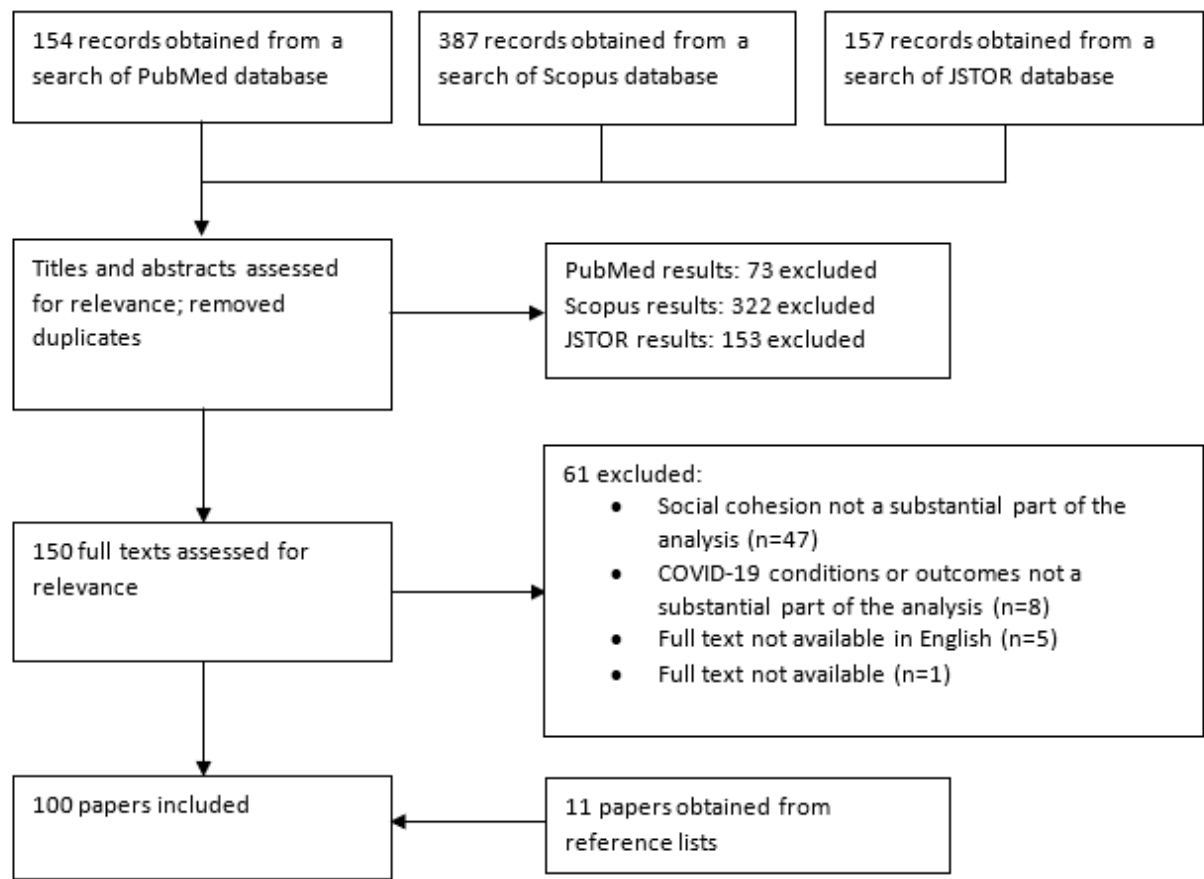 154 records obtained from a
search of PubMed database
387 records obtained from a
search of Scopus database
157 records obtained from a
search of JSTOR database
Titles and abstracts assessed
for relevance; removed
duplicates
PubMed results: 73 excluded
Scopus results: 322 excluded
JSTOR results: 153 excluded
150 full texts assessed for
relevance
61 excluded:
• Social cohesion not a substantial part of the
analysis (n=47)
• COVID-19 conditions or outcomes not a
substantial part of the analysis (n=8)
• Full text not available in English (n=5)
• Full text not available (n=1)
100 papers included
11 papers obtained from
reference lists